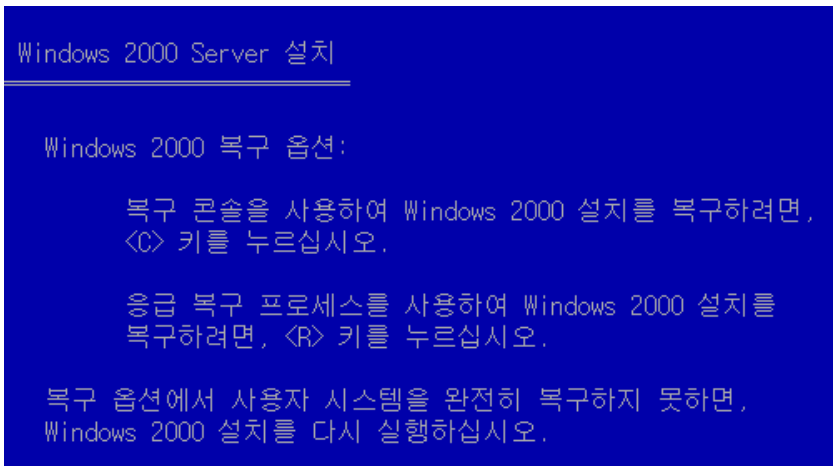 Windows 2000 Server 설치
Windows 2000 복구 옵션:
복구 콘솔을 사용하여 Windows 2000 설치를 복구하려면,
<C> 키를 누르십시오.
응급 복구 프로세스를 사용하여 Windows 2000 설치를
복구하려면, <R> 키를 누르십시오.
복구 옵션에서 사용자 시스템을 완전히 복구하지 못하면,
Windows 2000 설치를 다시 실행하십시오.